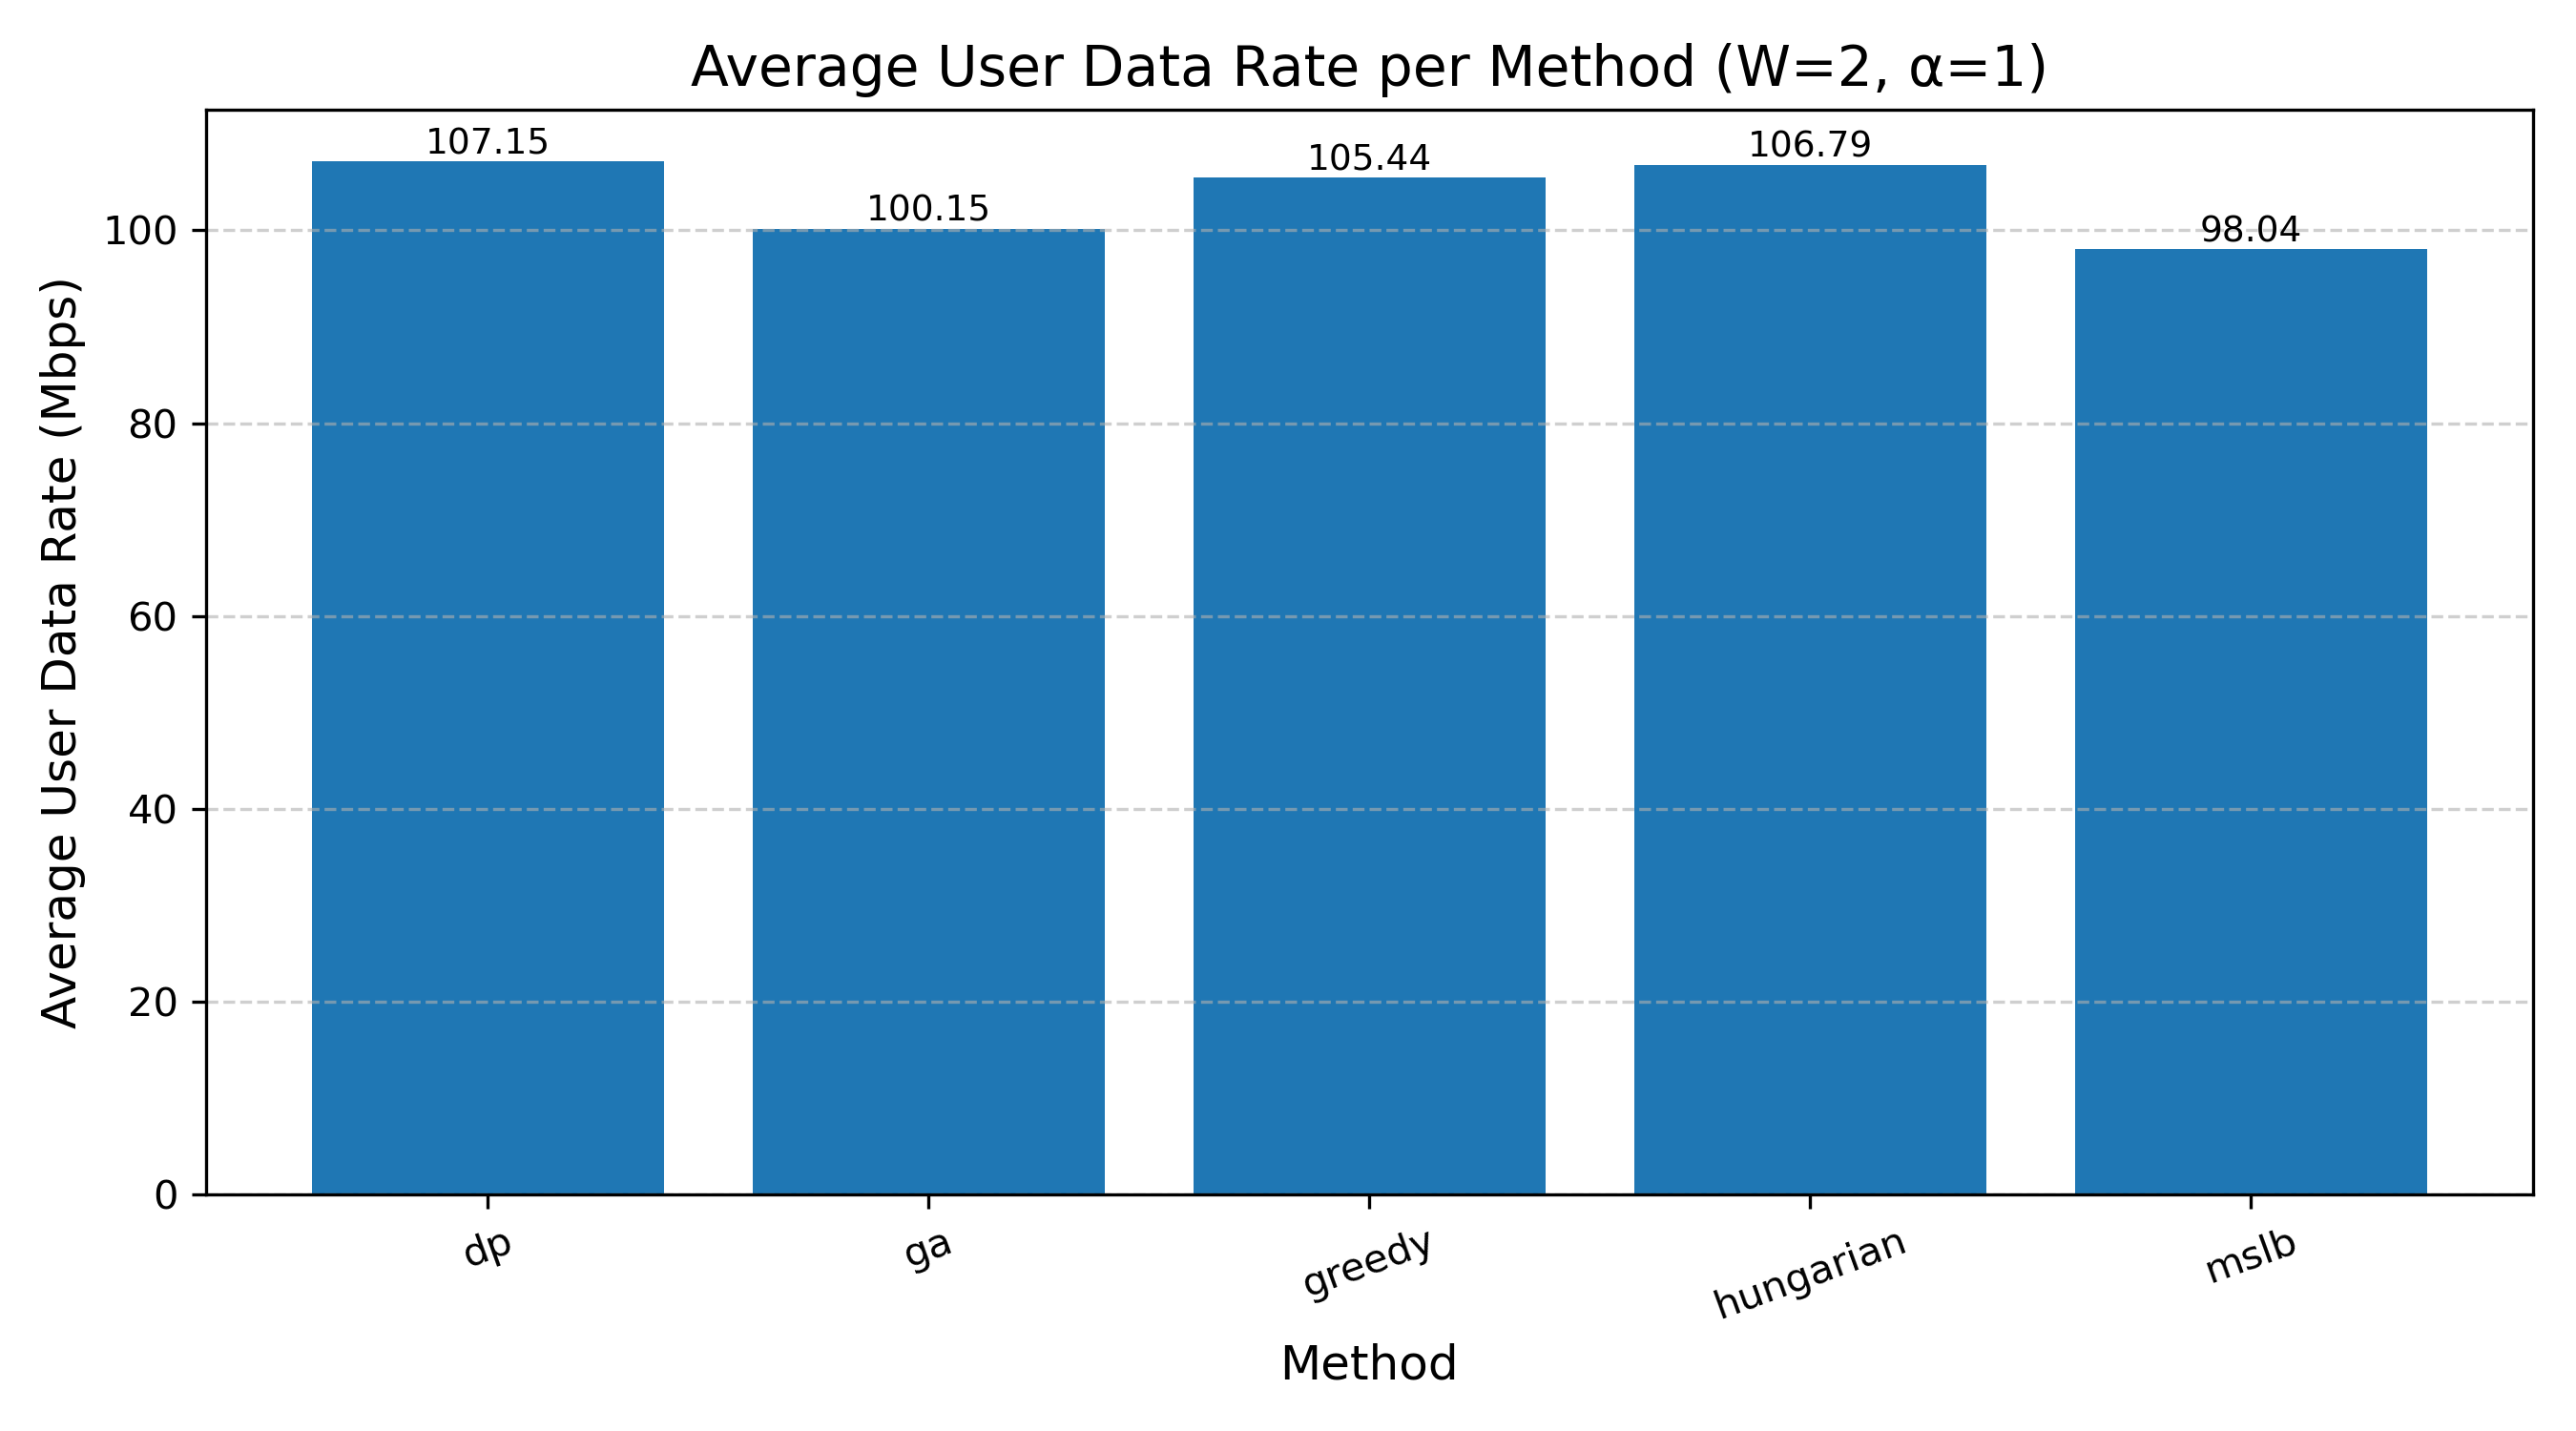 Average User Data Rate per Method (W=2, α=1)
Average User Data Rate (Mbps)
100
80
60
40
20
0
107.15
100.15
105.44
106.79
98.04
dp
ga
greedy
hungarian
mslb
Method